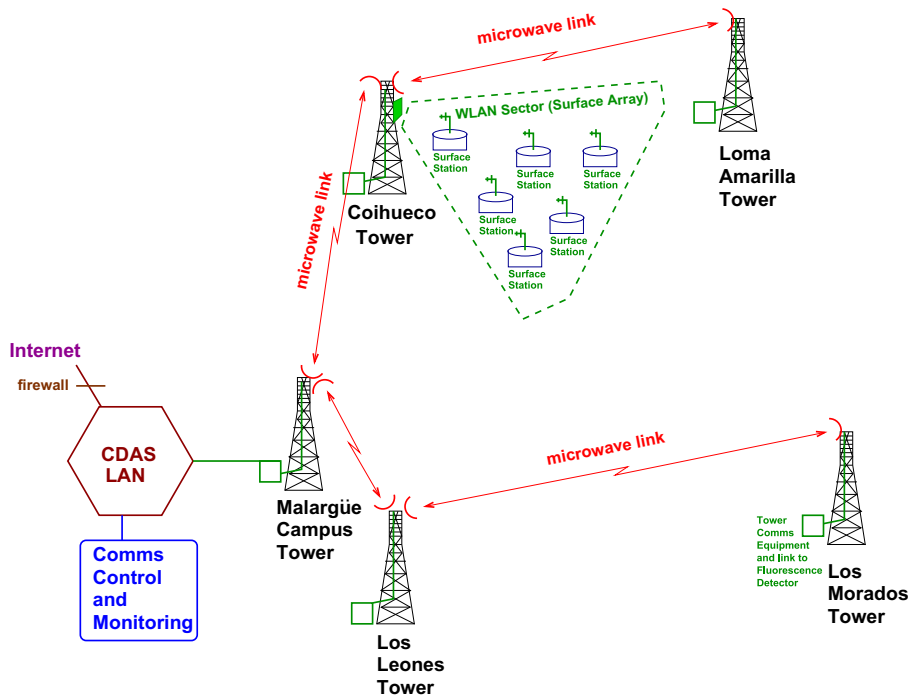 microwave link
Loma
Amarilla
Tower
WLAN Sector (Surface Array)
Surface
Station
Surface
Station
Surface
Station
Surface
Station
Surface
Station
Surface
Station
Coihueco
Tower
microwave link
Internet
firewall
CDAS
LAN
Malargüe
Campus
Tower
Comms
Control
and
Monitoring
microwave link
Los
Leones
Tower
Tower
Comms
Equipment
and link to
Fluorescence
Detector
Los
Morados
Tower